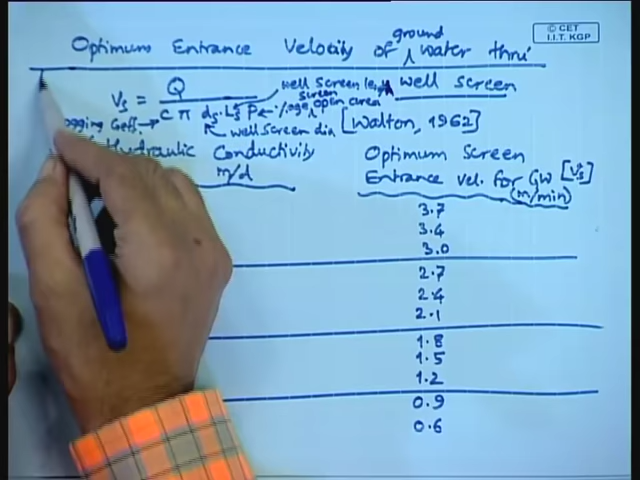 © CET
I.I.T. KGP
Optimum Entrance Velocity of ground water thru'
well screen
Vs = Q / C π ds Ls P
well screen length
%age screen open area
ogging Coeff →
well screen dia
[Walton, 1962]
Hydraulic Conductivity
m/d
Optimum Screen
Entrance vel. for GW [Vs]
(m/min)
3.7
3.4
3.0
2.7
2.4
2.1
1.8
1.5
1.2
0.9
0.6